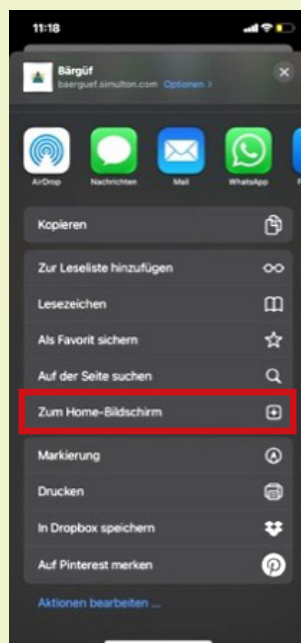 11:18
Bärgüf
baerguef.simulton.com Optionen >
AirDrop Nachrichten Mail WhatsApp
Kopieren
Zur Leseliste hinzufügen
Lesezeichen
Als Favorit sichern
Auf der Seite suchen
Zum Home-Bildschirm
Markierung
Drucken
In Dropbox speichern
Auf Pinterest merken
Aktionen bearbeiten ...